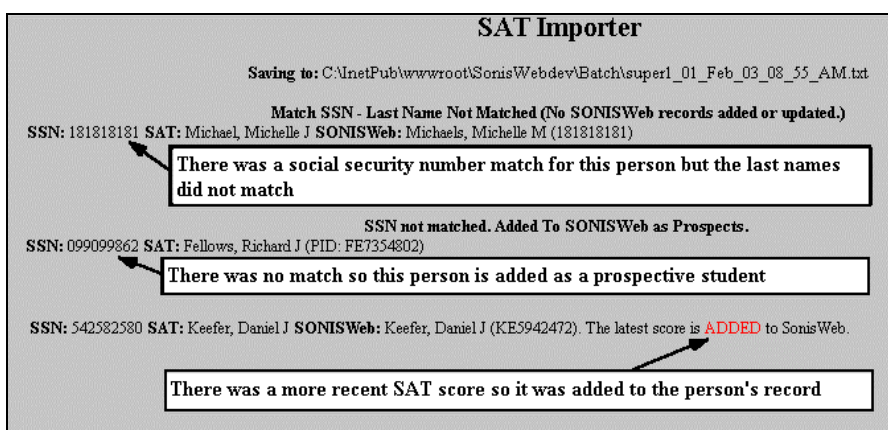 SAT Importer
Saving to: C:\InetPub\wwwroot\SonisWebdev\Batch\super1_01_Feb_03_08_55_AM.txt
Match SSN - Last Name Not Matched (No SONISWeb records added or updated.)
SSN: 181818181 SAT: Michael, Michelle J SONISWeb: Michaels, Michelle M (181818181)
There was a social security number match for this person but the last names
did not match
SSN not matched. Added To SONISWeb as Prospects.
SSN: 099099862 SAT: Fellows, Richard J (PID: FE7354802)
There was no match so this person is added as a prospective student
SSN: 542582580 SAT: Keefer, Daniel J SONISWeb: Keefer, Daniel J (KE5942472). The latest score is ADDED to SonisWeb.
There was a more recent SAT score so it was added to the person's record